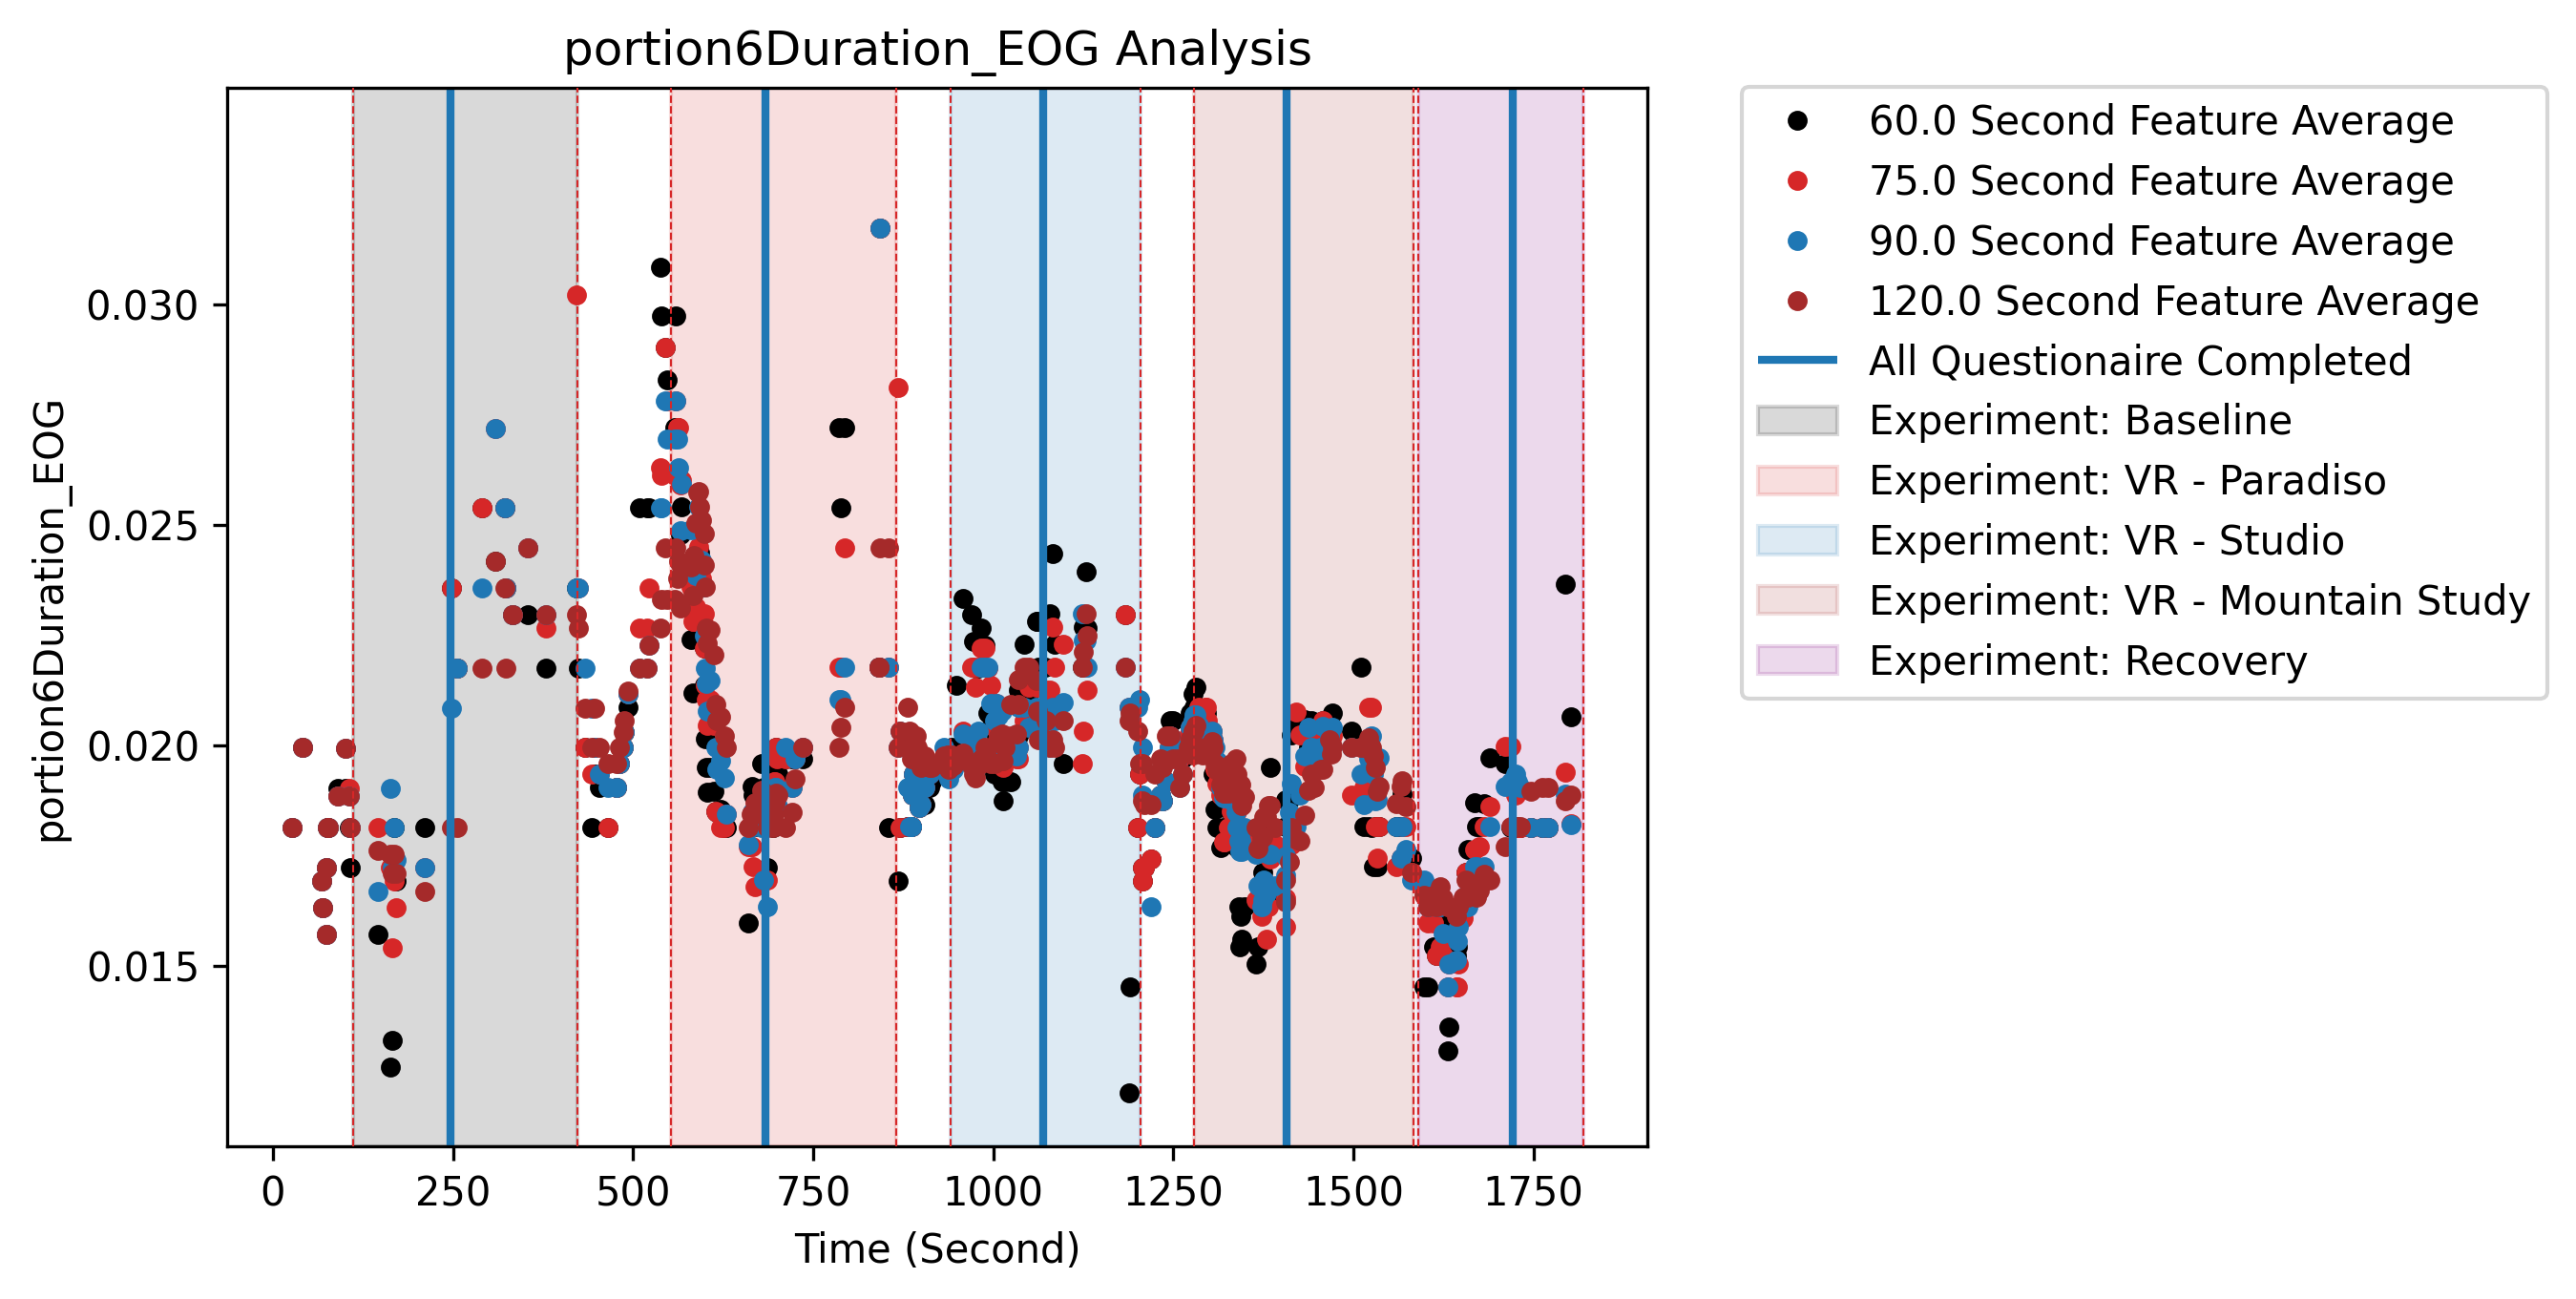 portion6Duration_EOG Analysis
portion6Duration_EOG
0.030
0.025
0.020
0.015
0 250 500 750 1000 1250 1500 1750
Time (Second)
60.0 Second Feature Average
75.0 Second Feature Average
90.0 Second Feature Average
120.0 Second Feature Average
All Questionaire Completed
Experiment: Baseline
Experiment: VR - Paradiso
Experiment: VR - Studio
Experiment: VR - Mountain Study
Experiment: Recovery